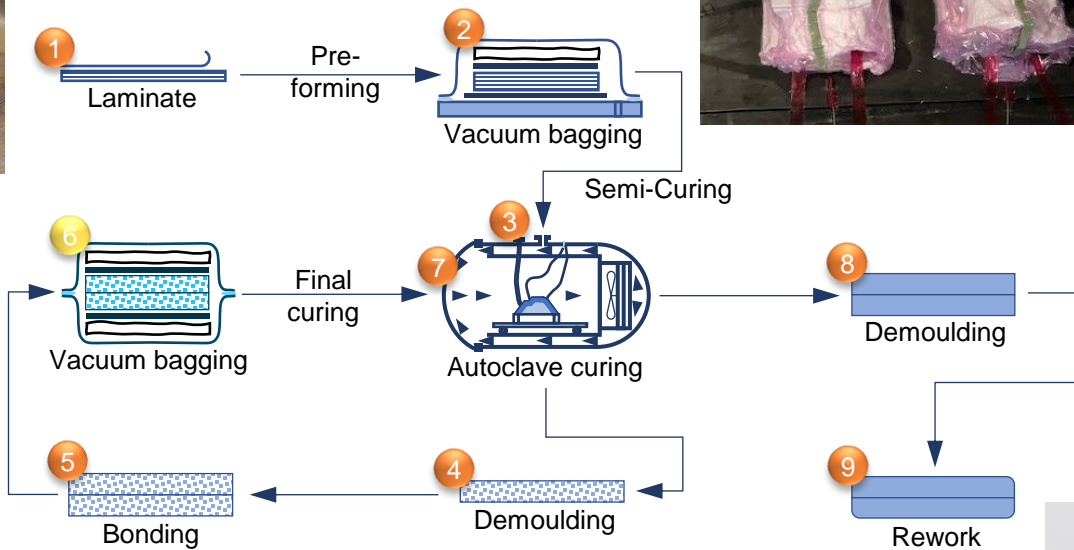 1
Laminate
Pre-
forming
2
Vacuum bagging
Semi-Curing
3
6
Vacuum bagging
Final
curing
7
Autoclave curing
8
Demoulding
5
Bonding
4
Demoulding
9
Rework